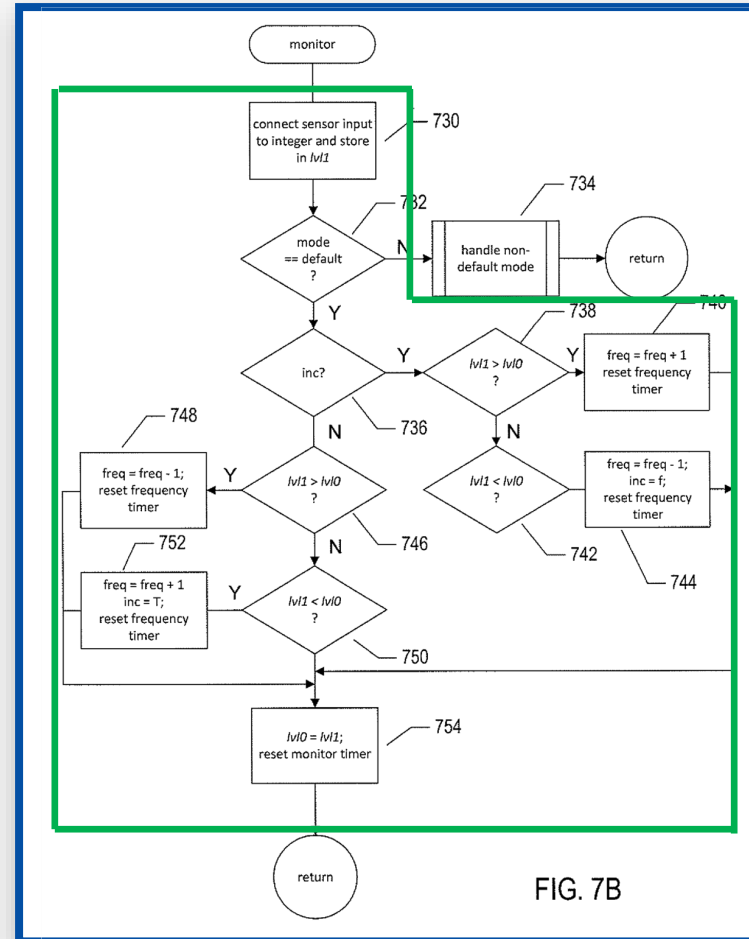 monitor
connect sensor input
to integer and store
in lvl1
730
732
mode
== default
?
N
734
handle non-
default mode
return
Y
inc?
736
Y
738
lvl1 > lvl0
?
Y
740
freq = freq + 1
reset frequency
timer
N
N
748
freq = freq - 1;
reset frequency
timer
Y
lvl1 > lvl0
?
746
lvl1 < lvl0
?
742
freq = freq - 1;
inc = f;
reset frequency
timer
744
N
752
freq = freq + 1
inc = T;
reset frequency
timer
Y
lvl1 < lvl0
?
750
lvl0 = lvl1;
reset monitor timer
754
return
FIG. 7B